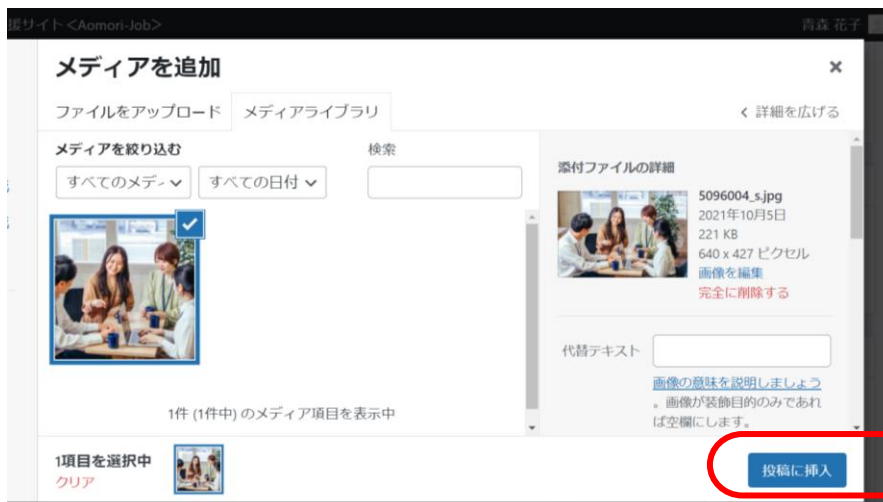 援サイト <Aomori-Job>
青森 花子
メディアを追加
×
ファイルをアップロード
メディアライブラリ
< 詳細を広げる
メディアを絞り込む
検索
すべてのメデ
すべての日付
添付ファイルの詳細
5096004_s.jpg
2021年10月5日
221 KB
640 x 427 ピクセル
画像を編集
完全に削除する
代替テキスト
画像の意味を説明しましょう
。画像が装飾目的のみであれ
ば空欄にします。
1件 (1件中) のメディア項目を表示中
1項目を選択中
クリア
投稿に挿入